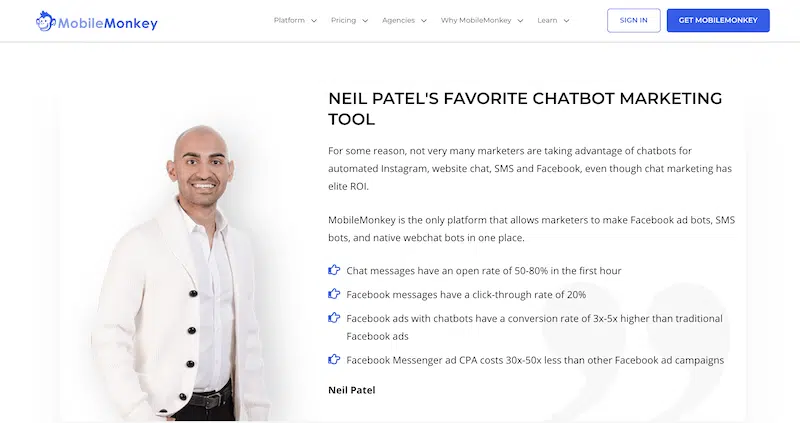 MobileMonkey
Platform
Pricing
Agencies
Why MobileMonkey
Learn
SIGN IN
GET MOBILEMONKEY
NEIL PATEL'S FAVORITE CHATBOT MARKETING
TOOL
For some reason, not very many marketers are taking advantage of chatbots for
automated Instagram, website chat, SMS and Facebook, even though chat marketing has
elite ROI.
MobileMonkey is the only platform that allows marketers to make Facebook ad bots, SMS
bots, and native webchat bots in one place.
Chat messages have an open rate of 50-80% in the first hour
Facebook messages have a click-through rate of 20%
Facebook ads with chatbots have a conversion rate of 3x-5x higher than traditional
Facebook ads
Facebook Messenger ad CPA costs 30x-50x less than other Facebook ad campaigns
Neil Patel